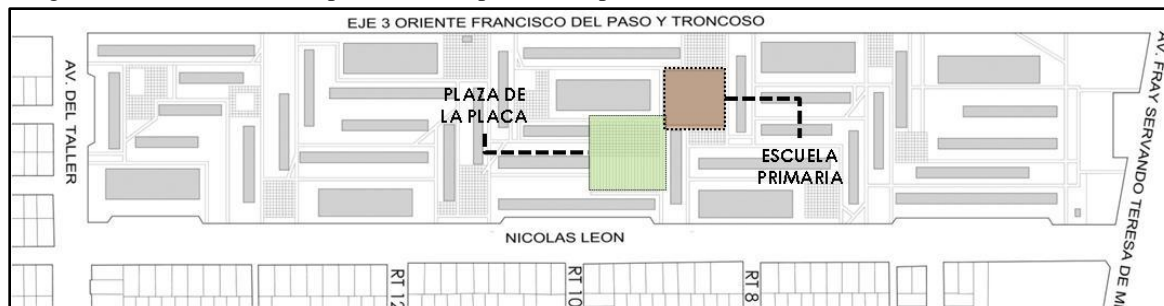 EJE 3 ORIENTE FRANCISCO DEL PASO Y TRONCOSO
AV. DEL TALLER
PLAZA DE
LA PLACA
ESCUELA
PRIMARIA
AV. FRAY SERVANDO TERESA DE
NICOLAS LEON
RT 12
RT 10
RT 8